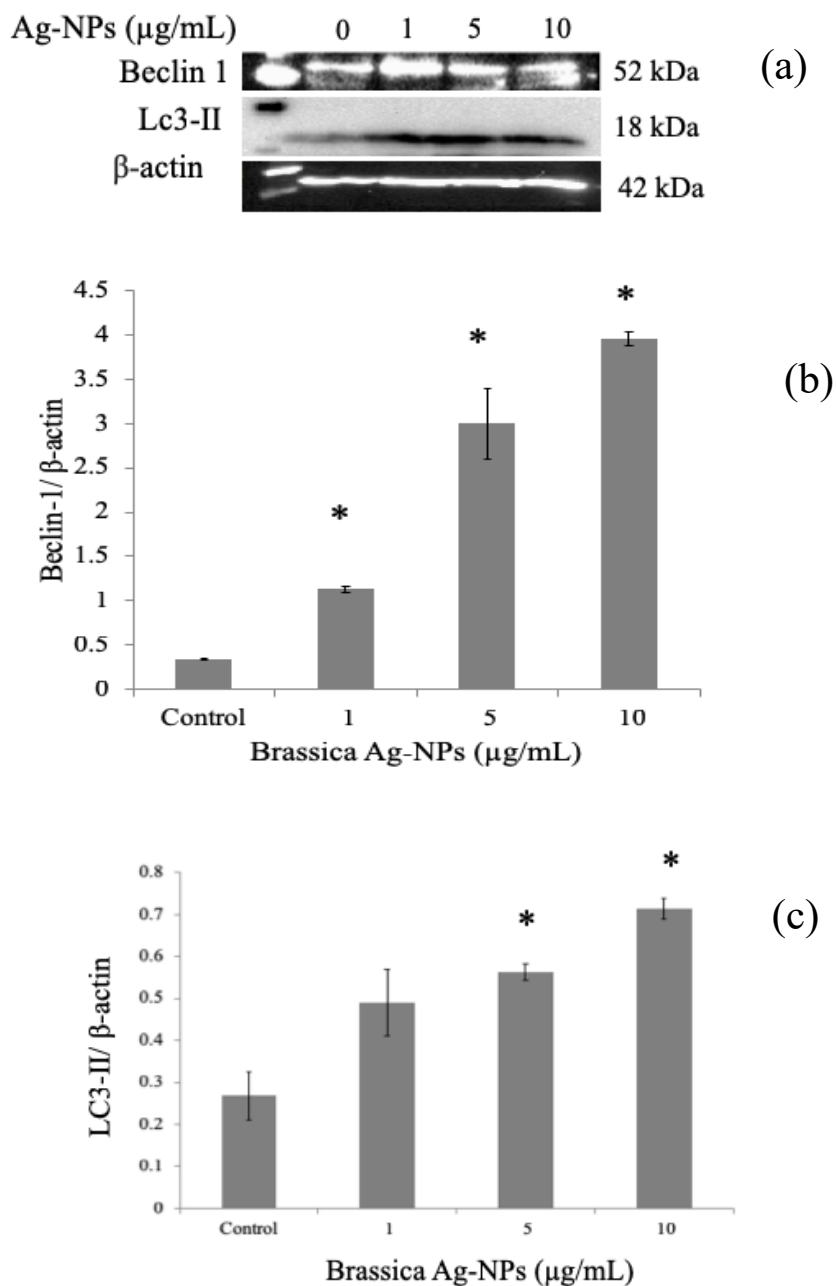 Ag-NPs (µg/mL) 0 1 5 10
(a)
Beclin 1 52 kDa
Lc3-II 18 kDa
β-actin 42 kDa
(b)
Beclin-1/ β-actin
4.5
4
3.5
3
2.5
2
1.5
1
0.5
0
* * *
Control 1 5 10
Brassica Ag-NPs (µg/mL)
(c)
LC3-II/ β-actin
0.8
0.7
0.6
0.5
0.4
0.3
0.2
0.1
0
* *
Control 1 5 10
Brassica Ag-NPs (µg/mL)